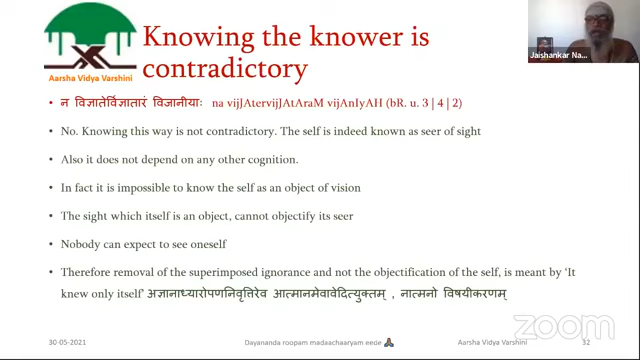 Aarsha Vidya Varshini
Knowing the knower is
contradictory
Jaishankar Na...
• न विज्ञातेर्विज्ञातारं विजानीयाः na vijJAtervijJAtAraM vijAnIyAH (bR. u. 3 | 4 | 2)
• No. Knowing this way is not contradictory. The self is indeed known as seer of sight
• Also it does not depend on any other cognition.
• In fact it is impossible to know the self as an object of vision
• The sight which itself is an object, cannot objectify its seer
• Nobody can expect to see oneself
• Therefore removal of the superimposed ignorance and not the objectification of the self, is meant by ‘It
knew only itself’ अज्ञानाध्यारोपणनिवृत्तिरेव आत्मानमेवावेदित्युक्तम् , नात्मनो विषयीकरणम्
zoom
30-05-2021 Dayananda roopam madaachaaryam eede 🙏🏾 Aarsha Vidya Varshini 32